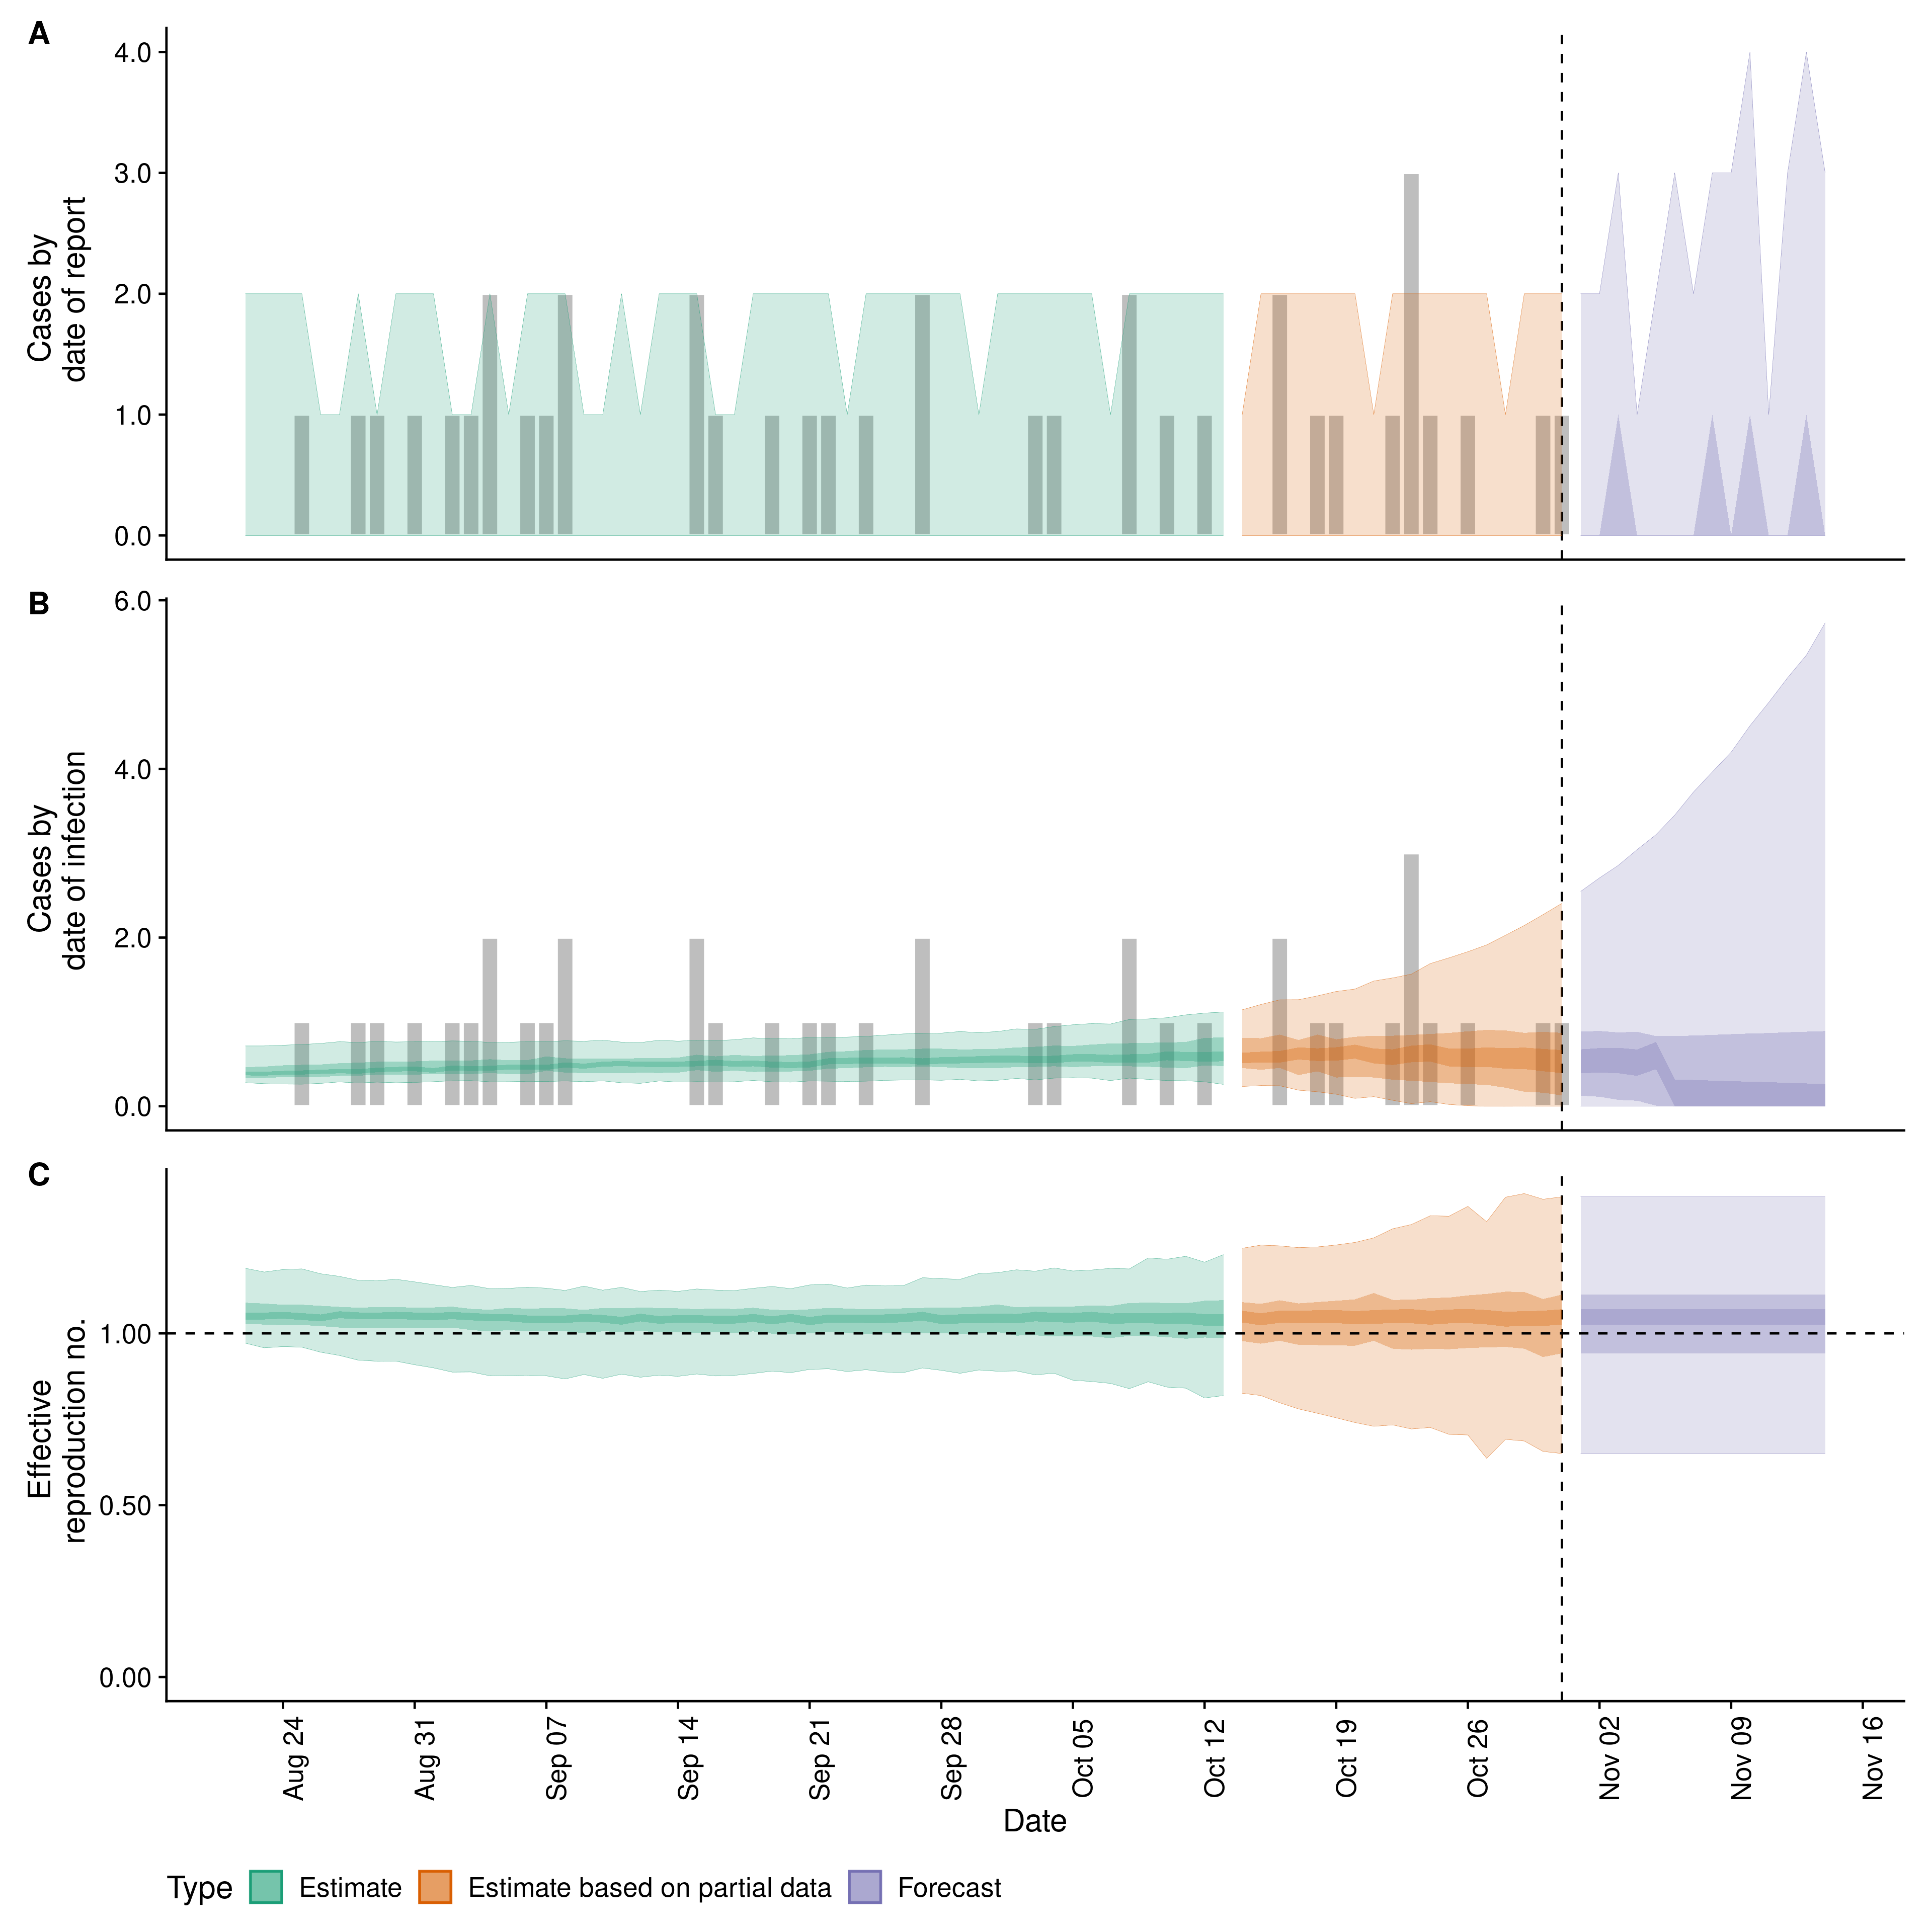 A
4.0
3.0
2.0
1.0
0.0
Cases by
date of report
B
6.0
4.0
2.0
0.0
Cases by
date of infection
C
1.00
0.50
0.00
Effective
reproduction no.
Aug 24
Aug 31
Sep 07
Sep 14
Sep 21
Sep 28
Oct 05
Oct 12
Oct 19
Oct 26
Nov 02
Nov 09
Nov 16
Date
Type Estimate Estimate based on partial data Forecast